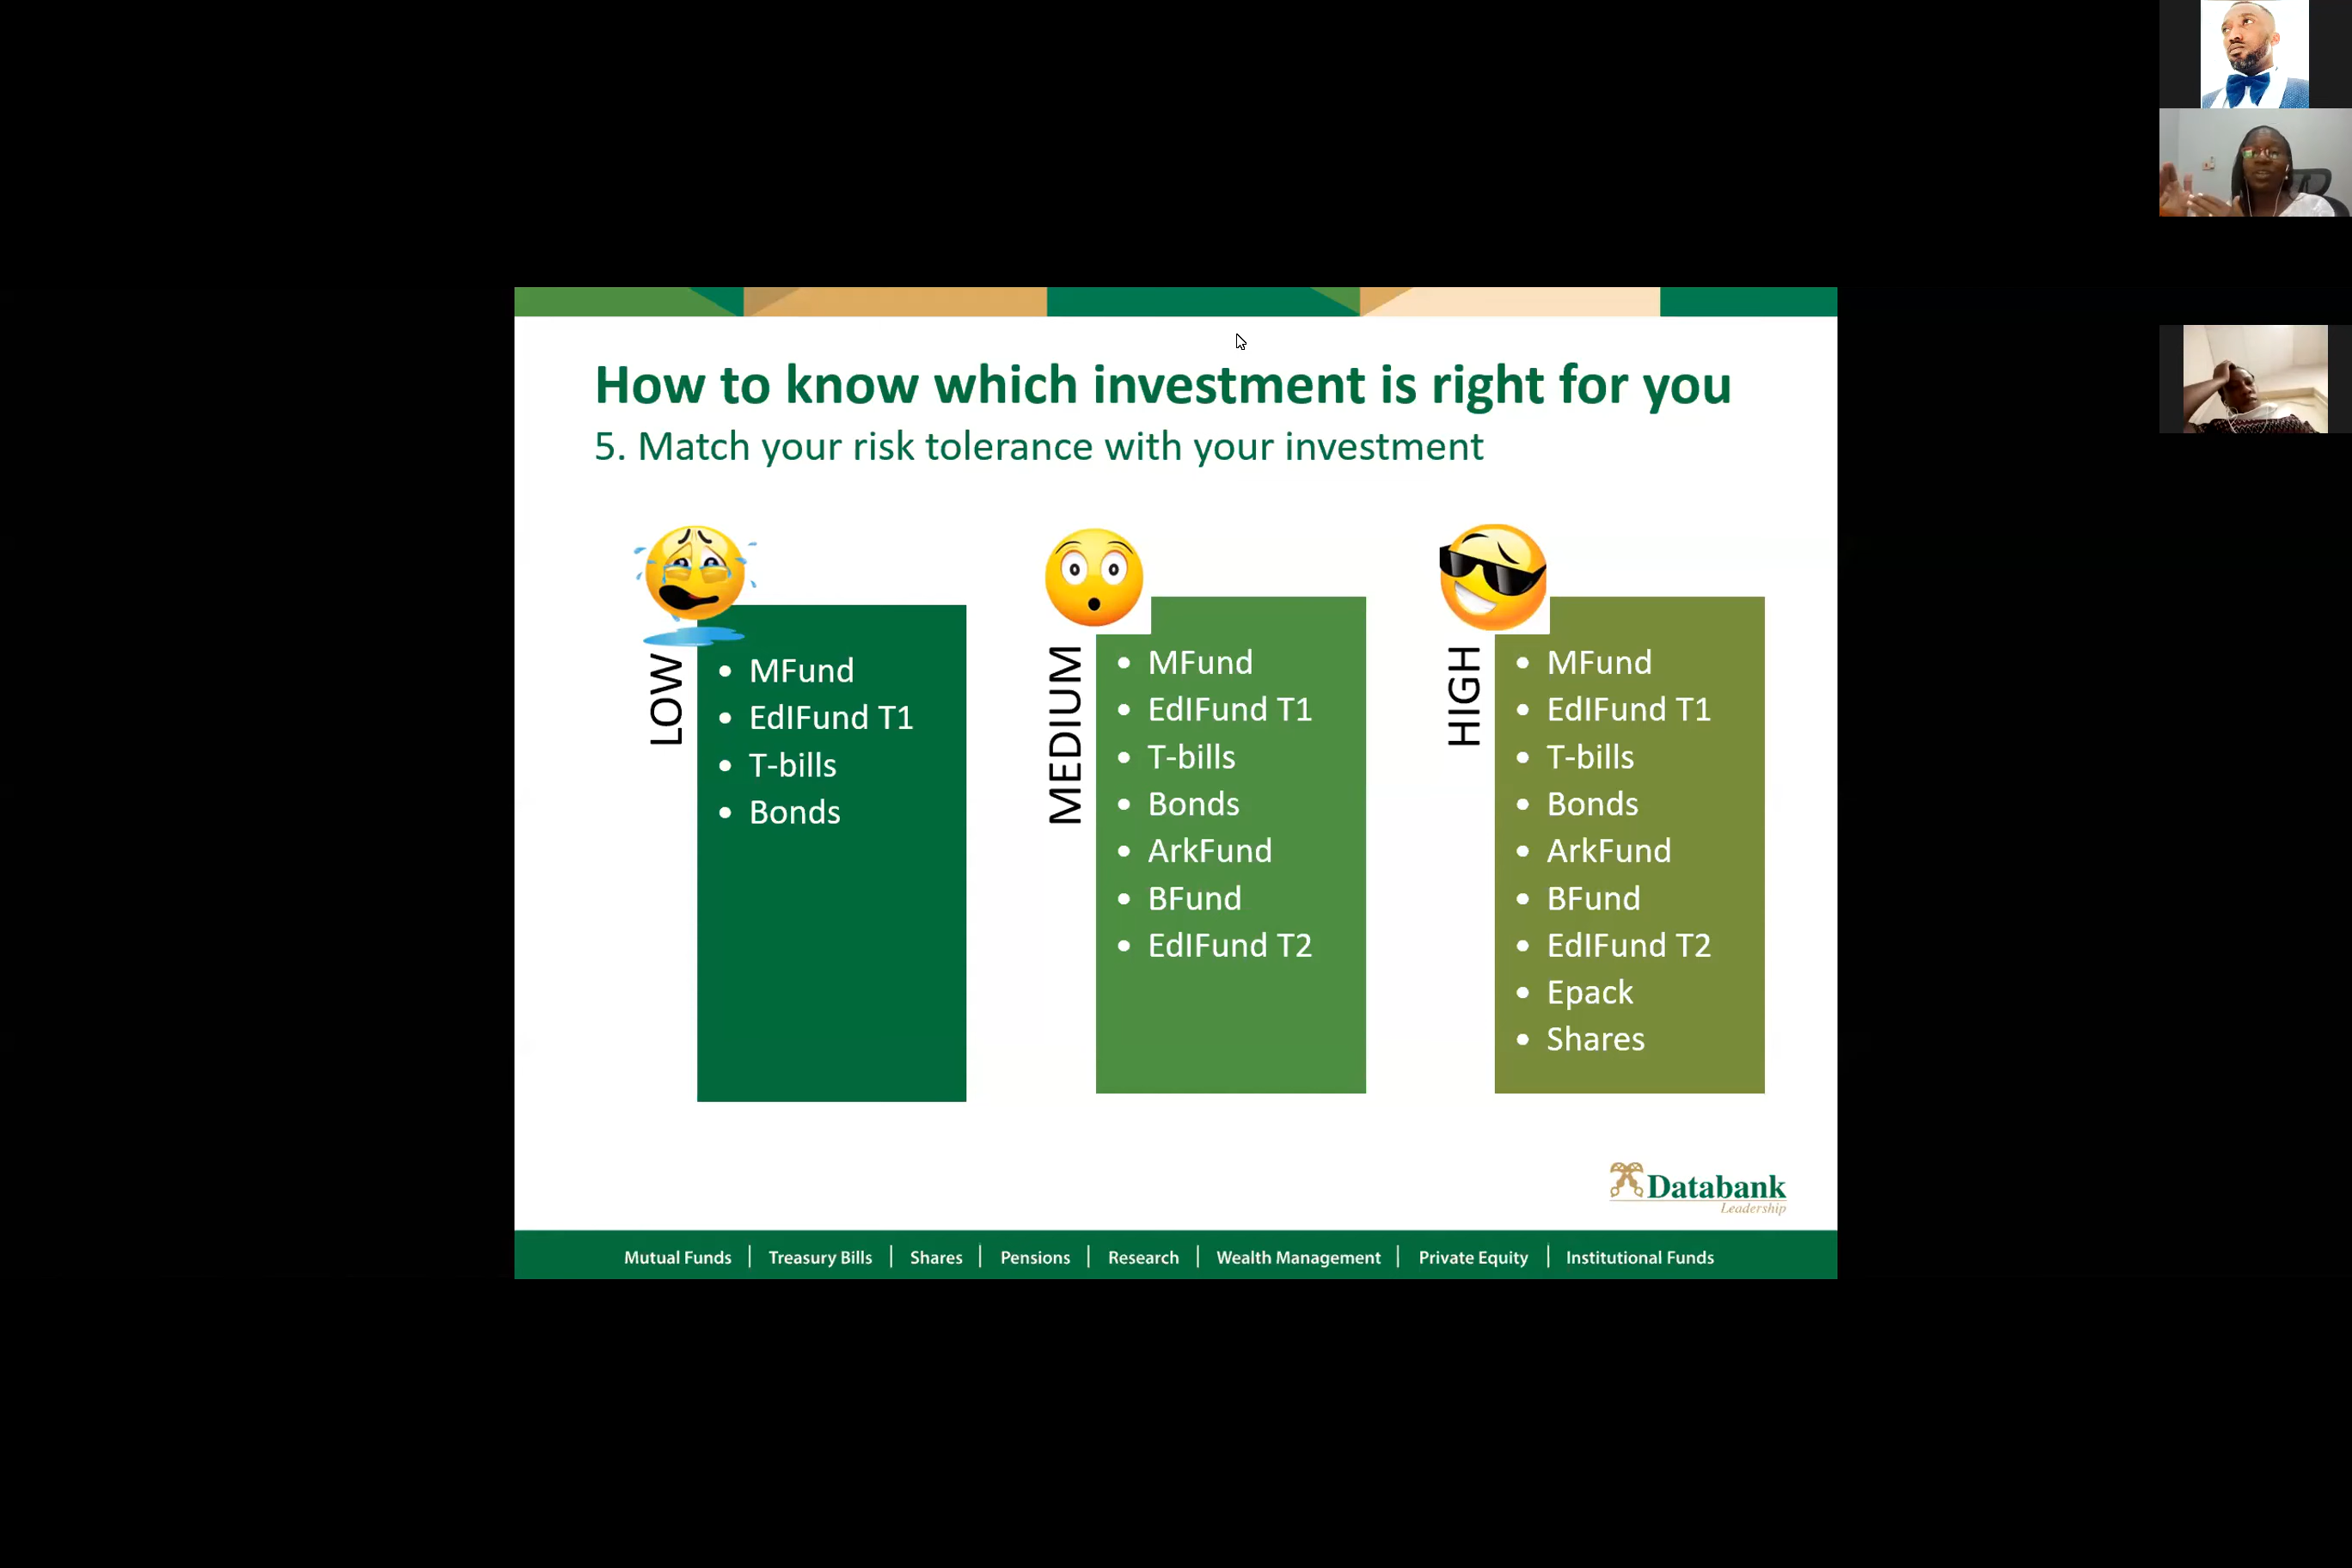 How to know which investment is right for you
5. Match your risk tolerance with your investment
LOW
• MFund
• EdIFund T1
• T-bills
• Bonds
MEDIUM
• MFund
• EdIFund T1
• T-bills
• Bonds
• ArkFund
• BFund
• EdIFund T2
HIGH
• MFund
• EdIFund T1
• T-bills
• Bonds
• ArkFund
• BFund
• EdIFund T2
• Epack
• Shares
Databank
Leadership
Mutual Funds | Treasury Bills | Shares | Pensions | Research | Wealth Management | Private Equity | Institutional Funds